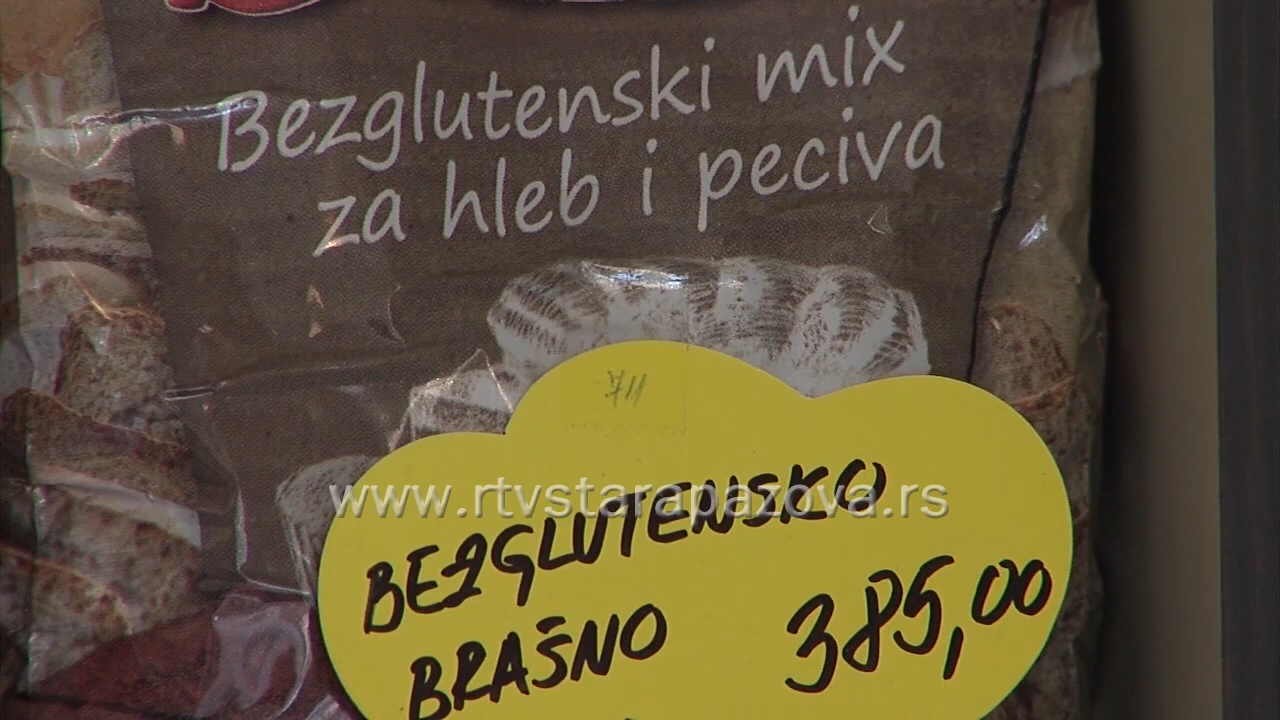 Bezglutenski mix
za hleb i peciva
711
www.rtvstarapazova.rs
BEZGLUTENSKO
BRAŠNO 385,00